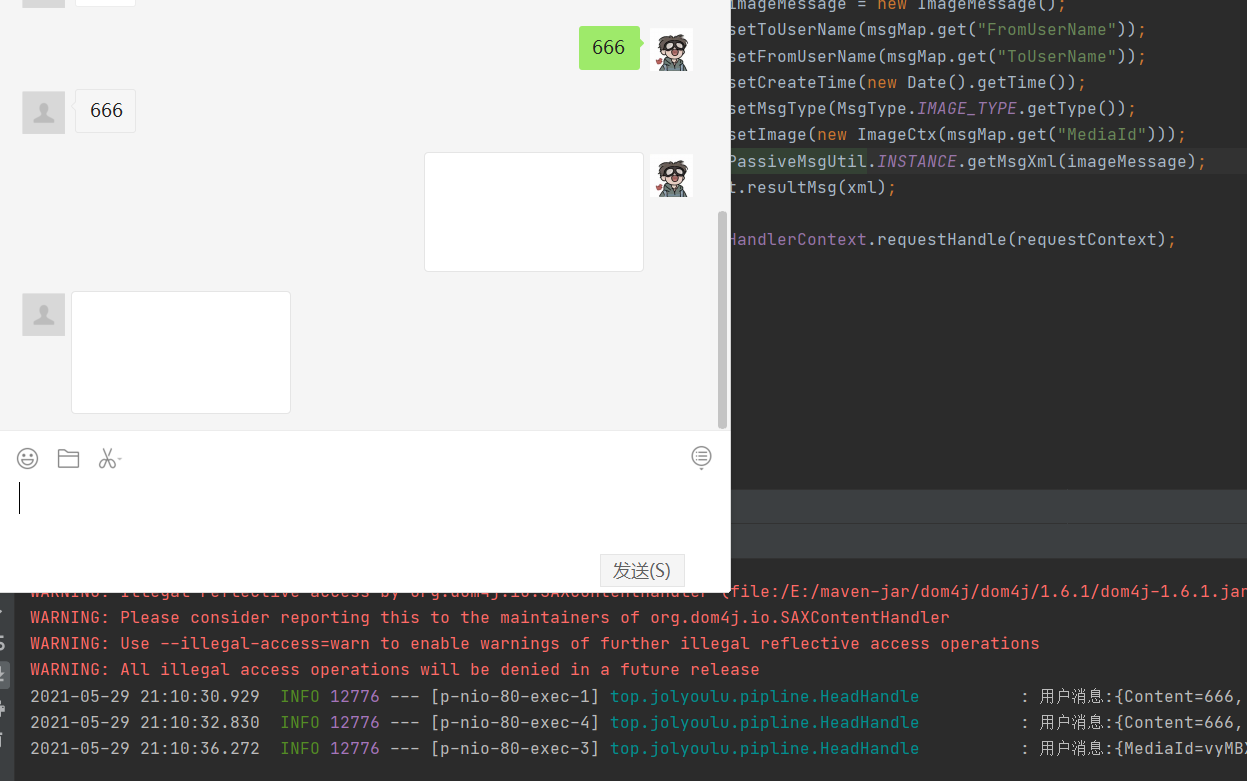 666
666
发送(S)
ImageMessage = new ImageMessage();
setToUserName(msgMap.get("FromUserName"));
setFromUserName(msgMap.get("ToUserName"));
setCreateTime(new Date().getTime());
setMsgType(MsgType.IMAGE_TYPE.getType());
setImage(new ImageCtx(msgMap.get("MediaId")));
PassiveMsgUtil.INSTANCE.getMsgXml(imageMessage);
t.resultMsg(xml);
HandlerContext.requestHandle(requestContext);
WARNING: Illegal reflective access by org.dom4j.io.SAXContentHandler (file:/E:/maven-jar/dom4j/dom4j/1.6.1/dom4j-1.6.1.jar
WARNING: Please consider reporting this to the maintainers of org.dom4j.io.SAXContentHandler
WARNING: Use --illegal-access=warn to enable warnings of further illegal reflective access operations
WARNING: All illegal access operations will be denied in a future release
2021-05-29 21:10:30.929 INFO 12776 --- [p-nio-80-exec-1] top.jolyoulu.pipline.HeadHandle : 用户消息:{Content=666,
2021-05-29 21:10:32.830 INFO 12776 --- [p-nio-80-exec-4] top.jolyoulu.pipline.HeadHandle : 用户消息:{Content=666,
2021-05-29 21:10:36.272 INFO 12776 --- [p-nio-80-exec-3] top.jolyoulu.pipline.HeadHandle : 用户消息:{MediaId=vyMBX